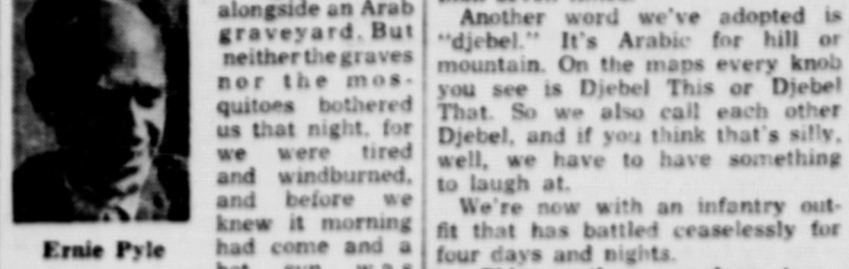 alongside an Arab
graveyard. But
neither the graves
nor the mos-
quitoes bothered
us that night, for
we were tired
and windburned,
and before we
knew it morning
had come and a
Ernie Pyle
Another word we've adopted is
"djebel." It's Arabic for hill or
mountain. On the maps every knob
you see is Djebel This or Djebel
That. So we also call each other
Djebel, and if you think that's silly,
well, we have to have something
to laugh at.
We're now with an infantry out-
fit that has battled ceaselessly for
four days and nights.